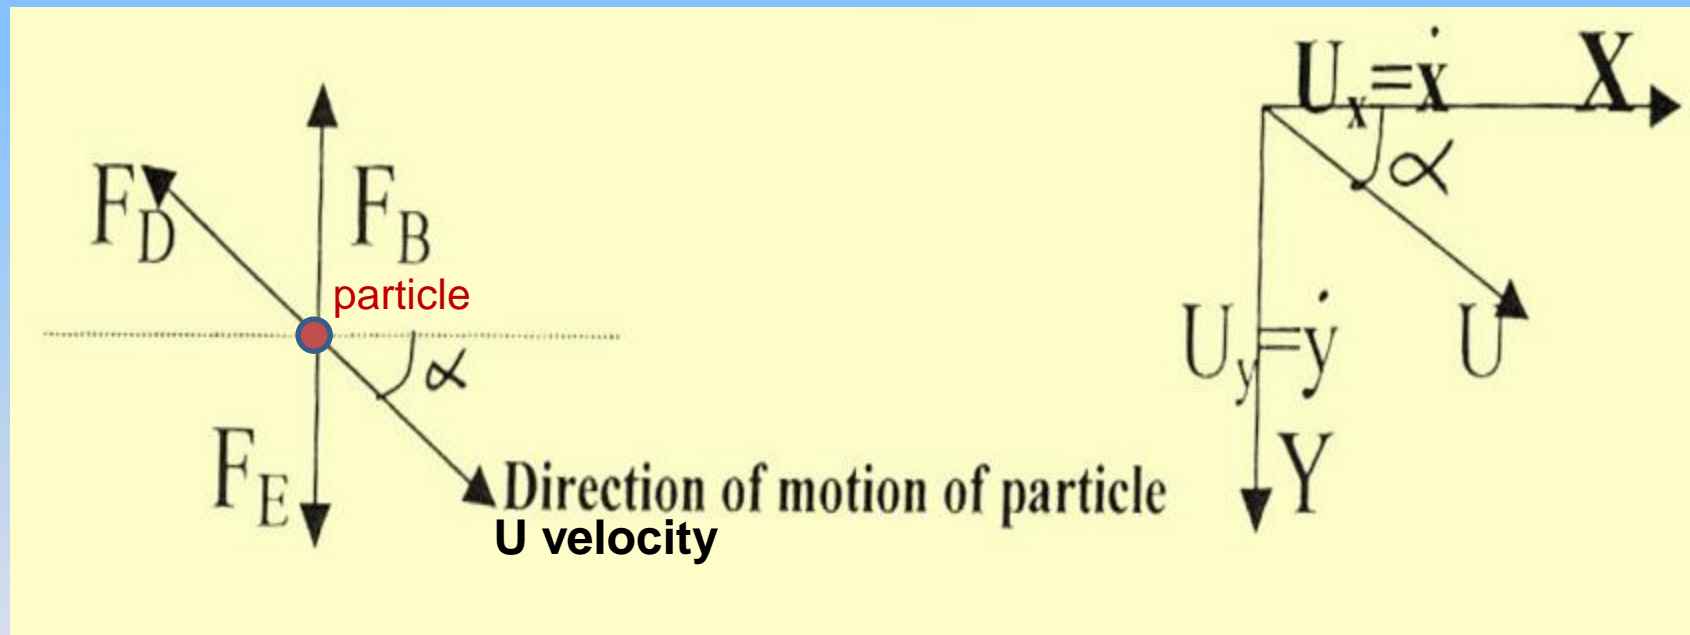 F_D
F_B
particle
α
F_E
Direction of motion of particle
U velocity
U_x=ẋ
X
α
U_y=ẏ
U
Y